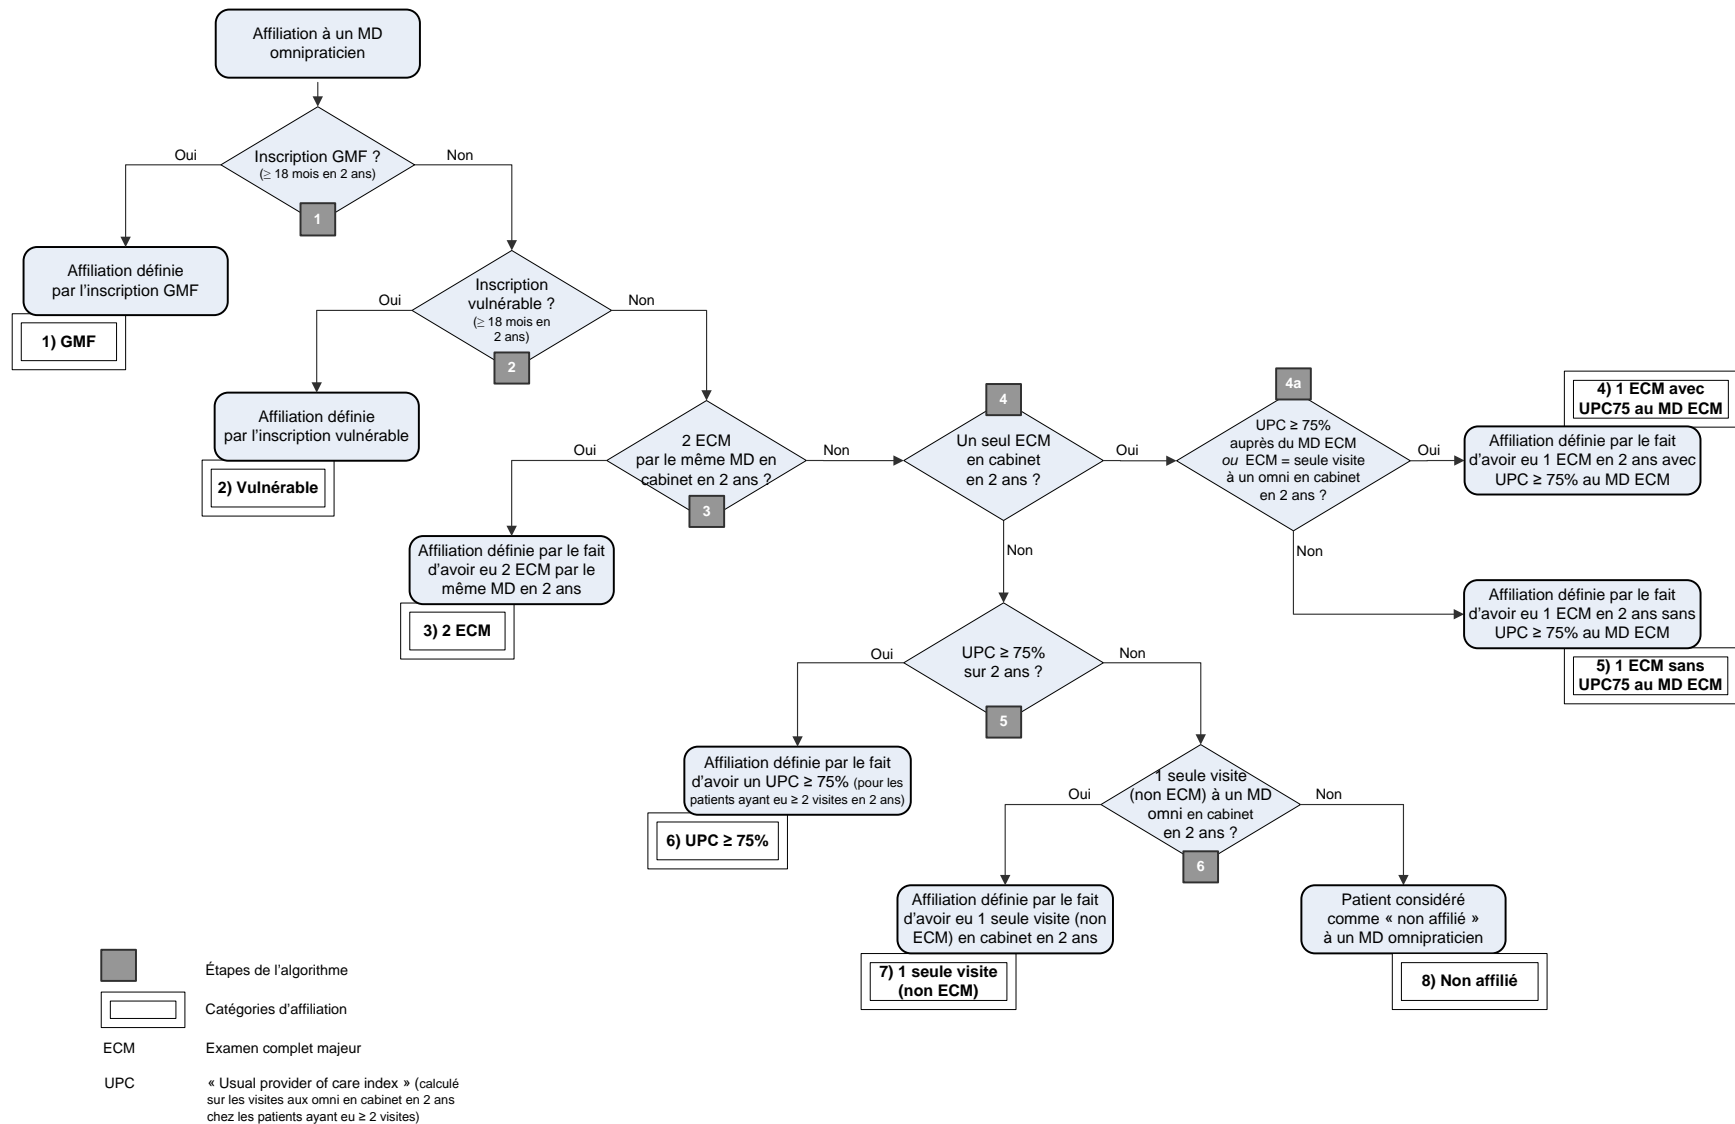 Affiliation à un MD
omnipraticien
Oui
Inscription GMF ?
(≥ 18 mois en 2 ans)
Non
1
Affiliation définie
par l'inscription GMF
1) GMF
Oui
Inscription
vulnérable ?
(≥ 18 mois en
2 ans)
Non
2
Affiliation définie
par l'inscription vulnérable
2) Vulnérable
Oui
2 ECM
par le même MD en
cabinet en 2 ans ?
Non
3
Affiliation définie par le fait
d'avoir eu 2 ECM par le
même MD en 2 ans
3) 2 ECM
4
Un seul ECM
en cabinet
en 2 ans ?
Oui
Non
4a
UPC ≥ 75%
auprès du MD ECM
ou ECM = seule visite
à un omni en cabinet
en 2 ans ?
Oui
Non
4) 1 ECM avec
UPC75 au MD ECM
Affiliation définie par le fait
d'avoir eu 1 ECM en 2 ans avec
UPC ≥ 75% au MD ECM
Affiliation définie par le fait
d'avoir eu 1 ECM en 2 ans sans
UPC ≥ 75% au MD ECM
5) 1 ECM sans
UPC75 au MD ECM
Oui
UPC ≥ 75%
sur 2 ans ?
Non
5
Affiliation définie par le fait
d'avoir un UPC ≥ 75% (pour les
patients ayant eu ≥ 2 visites en 2 ans)
6) UPC ≥ 75%
Oui
1 seule visite
(non ECM) à un MD
omni en cabinet
en 2 ans ?
Non
6
Affiliation définie par le fait
d'avoir eu 1 seule visite (non
ECM) en cabinet en 2 ans
7) 1 seule visite
(non ECM)
Patient considéré
comme « non affilié »
à un MD omnipraticien
8) Non affilié
Étapes de l'algorithme
Catégories d'affiliation
ECM Examen complet majeur
UPC « Usual provider of care index » (calculé
sur les visites aux omni en cabinet en 2 ans
chez les patients ayant eu ≥ 2 visites)